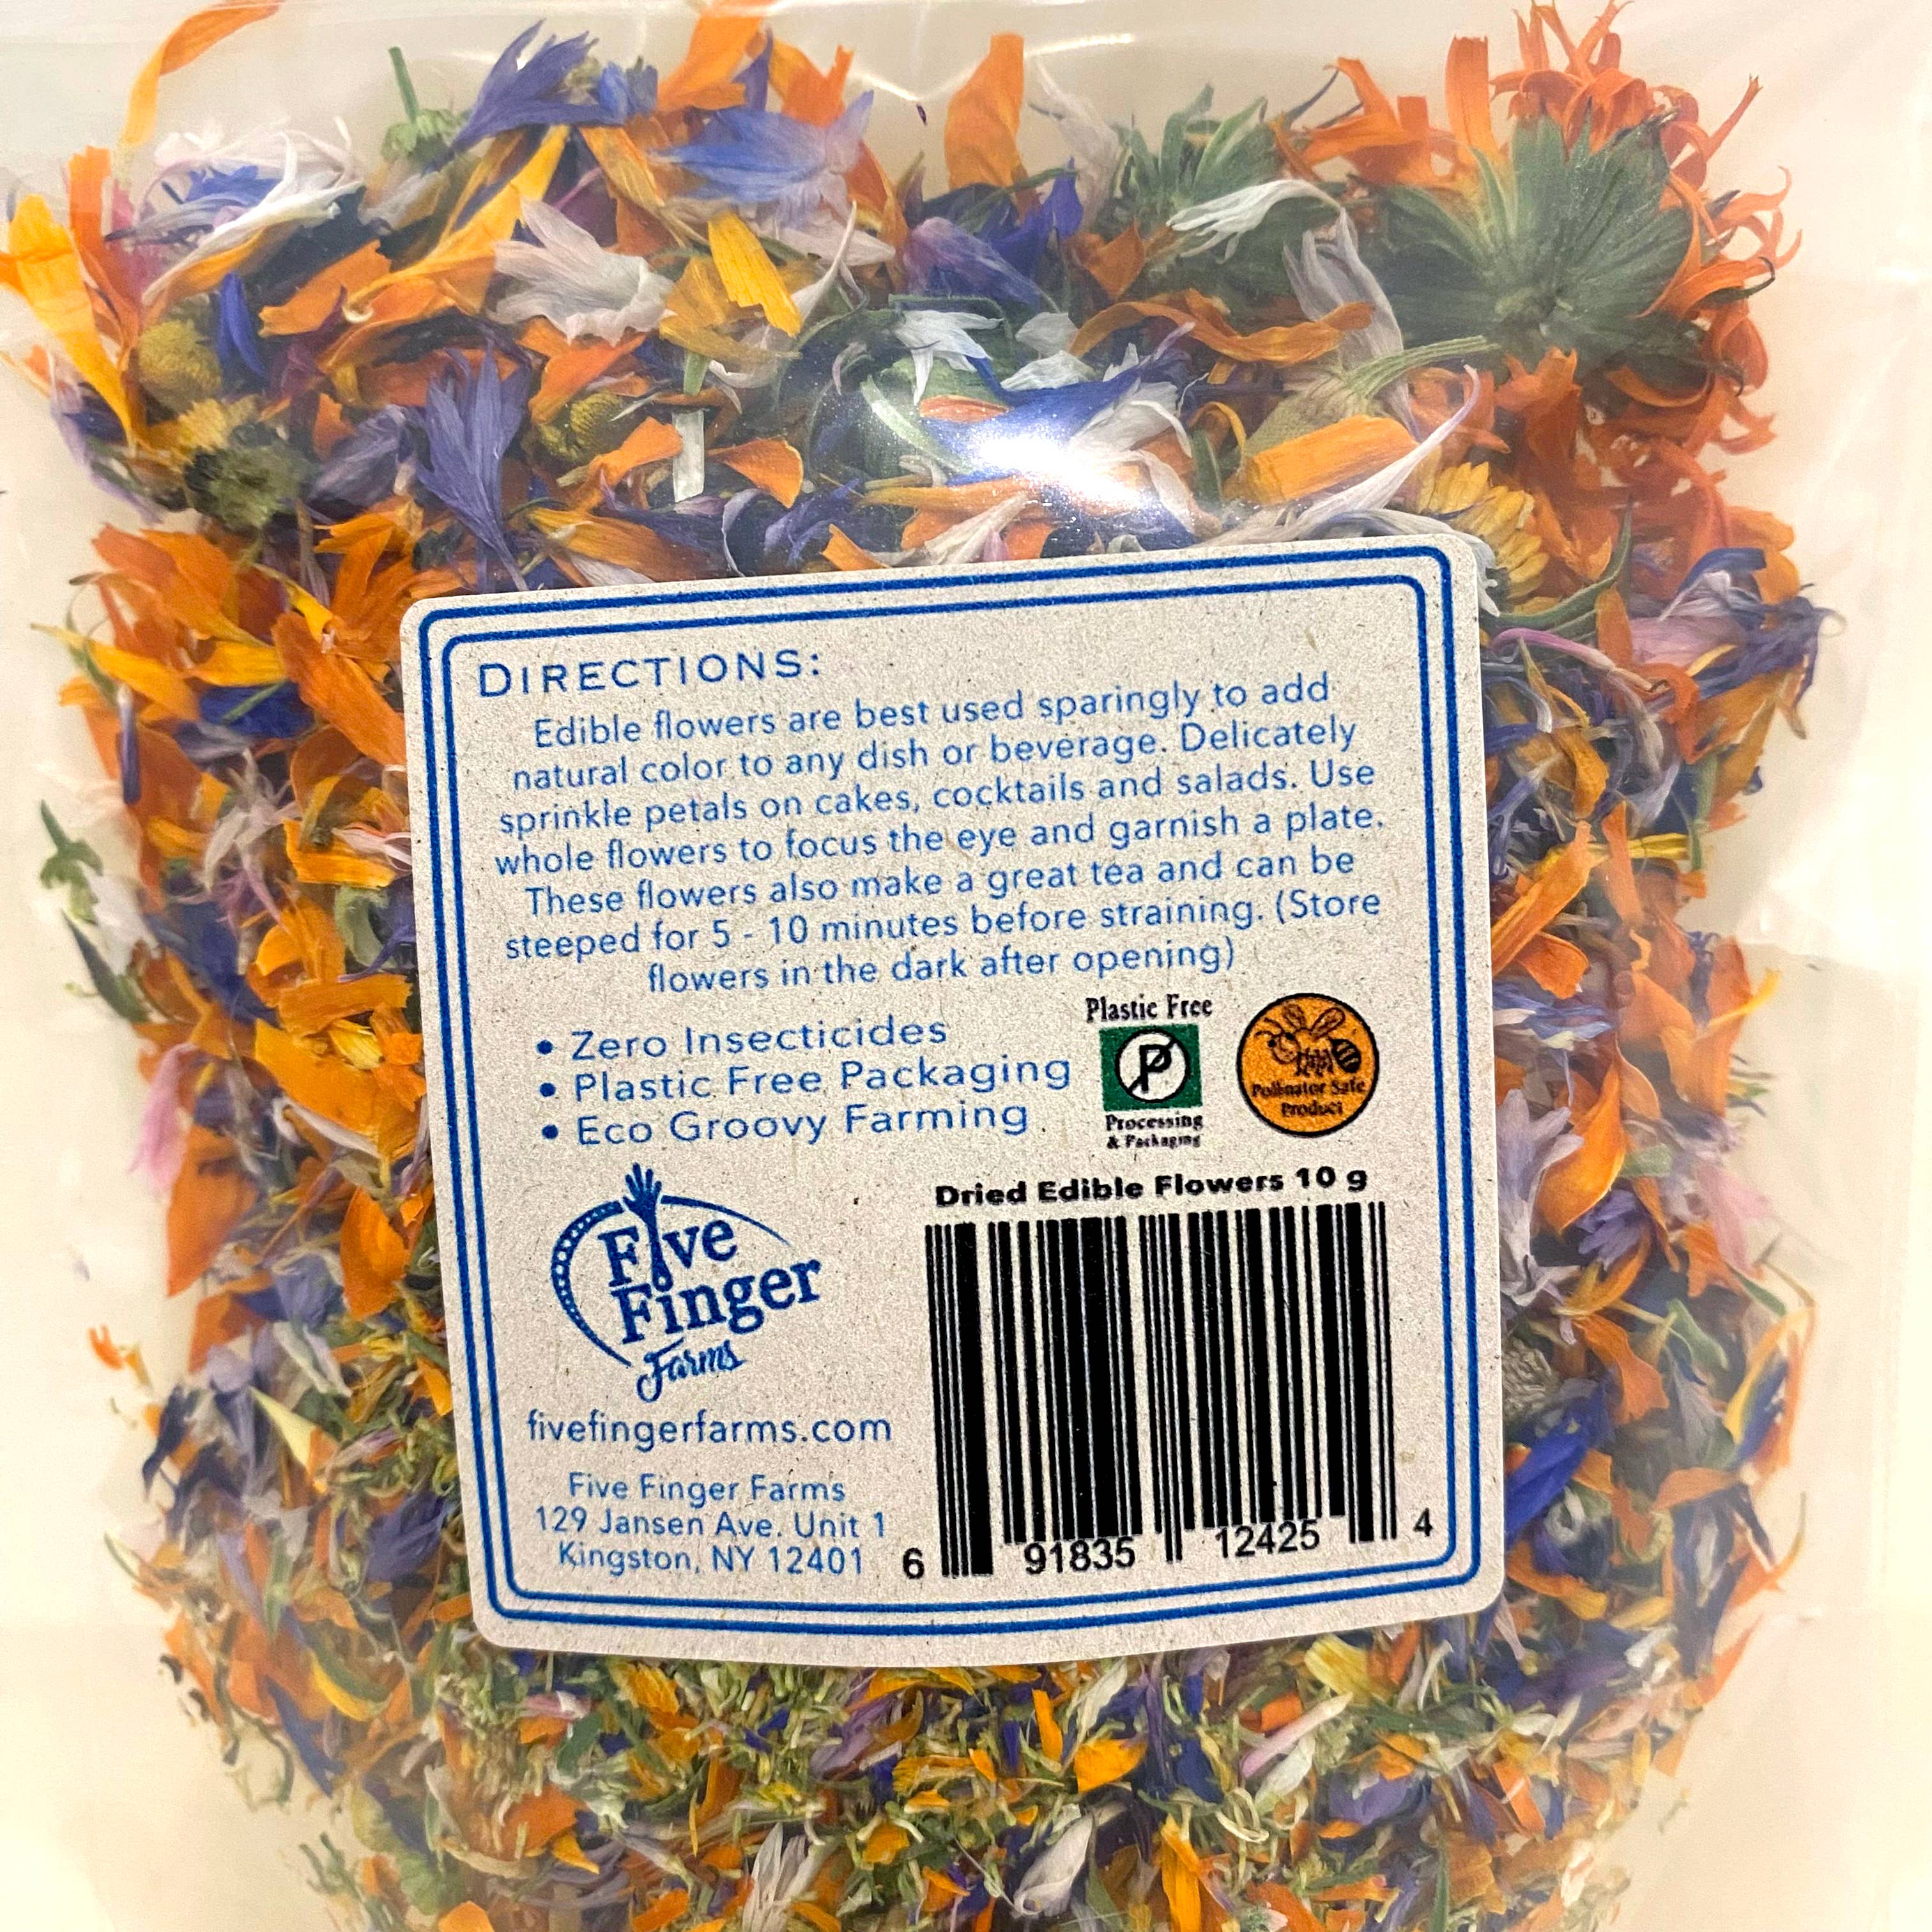 DIRECTIONS:
Edible flowers are best used sparingly to add
natural color to any dish or beverage. Delicately
sprinkle petals on cakes, cocktails and salads. Use
whole flowers to focus the eye and garnish a plate.
These flowers also make a great tea and can be
steeped for 5 - 10 minutes before straining. (Store
flowers in the dark after opening)
• Zero Insecticides
• Plastic Free Packaging
• Eco Groovy Farming
Plastic Free
P
Processing
& Packaging
Pollinator Safe
Product
Dried Edible Flowers 10 g
Five
Finger
Farms
fivefingerfarms.com
Five Finger Farms
129 Jansen Ave. Unit 1
Kingston, NY 12401
6 91835 12425 4